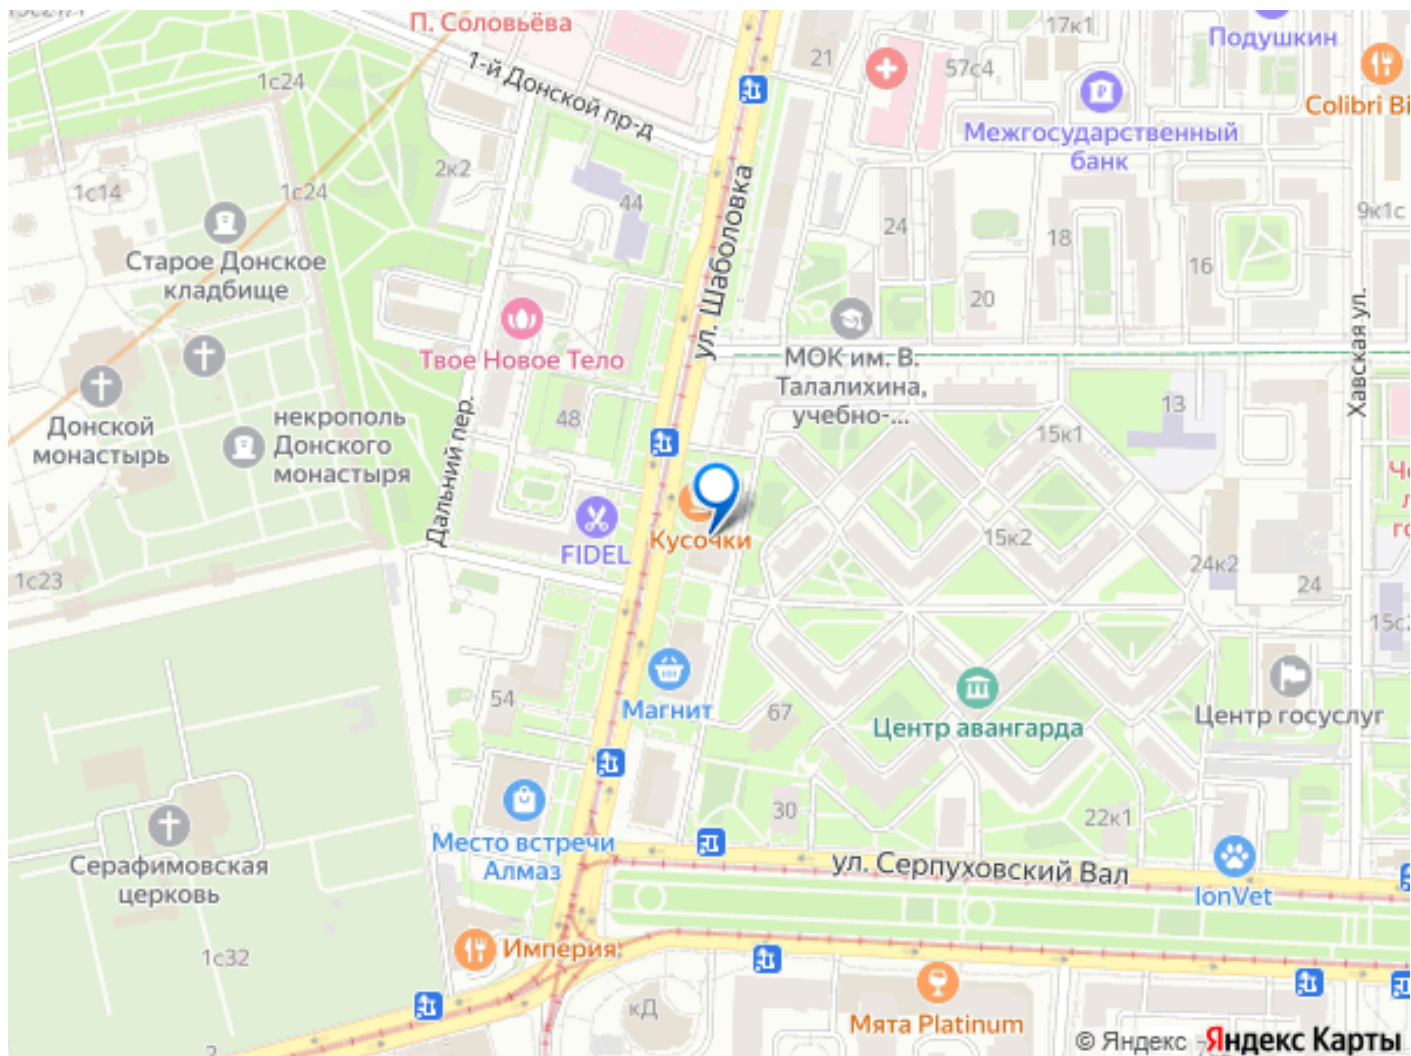 П. Соловьёва
17к1
Подушкин
21
57с4
1-й Донской пр-д
1с24
Colibri Bi
Межгосударственный
банк
2к2
1с14
1с24
44
ул. Шаболовка
24
18
9к1с
16
Старое Донское
кладбище
20
Хавская ул.
Твое Новое Тело
МОК им. В.
Талалихина,
учебно-...
Донской
монастырь
некрополь
Донского
монастыря
48
13
15к1
Дальний пер.
FIDEL
Кусочки
15к2
24к2
24
1с23
54
Магнит
67
Центр авангарда
Центр госуслуг
30
22к1
Место встречи
Алмаз
ул. Серпуховский Вал
IonVet
Серафимовская
церковь
Империя
1с32
кД
Мята Platinum
2
© Яндекс Яндекс Карты